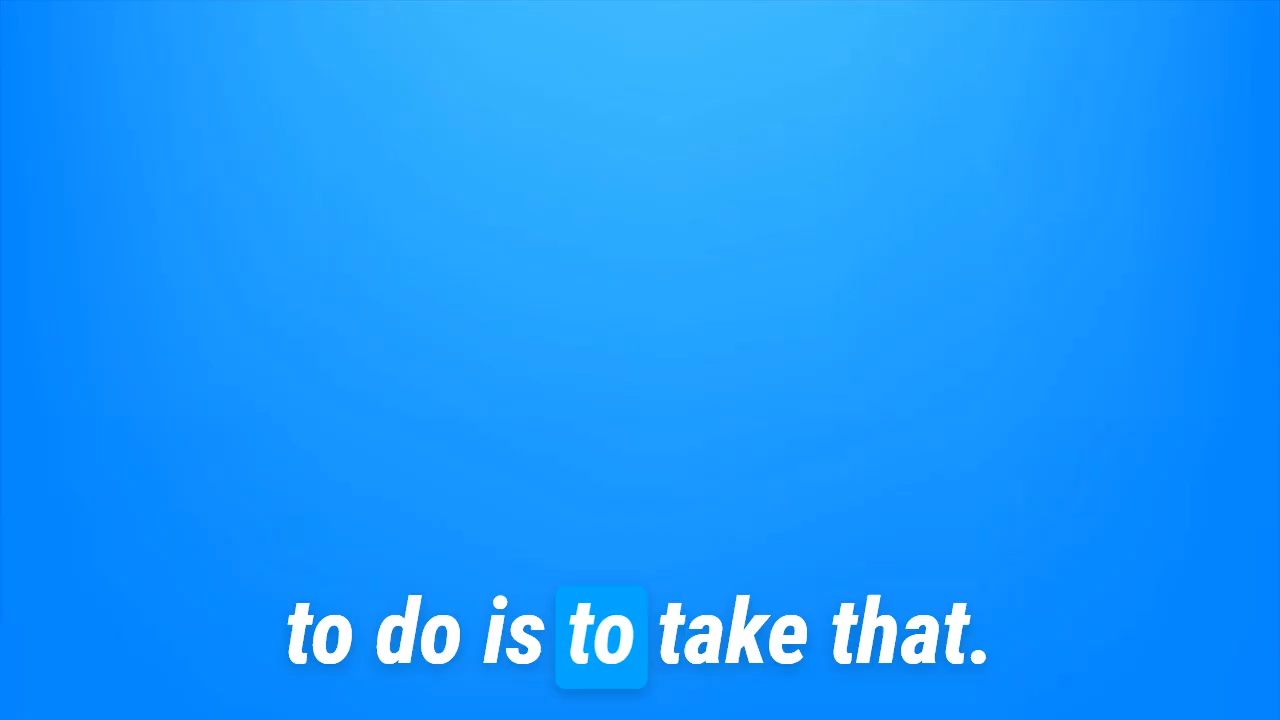 to do is to take that.